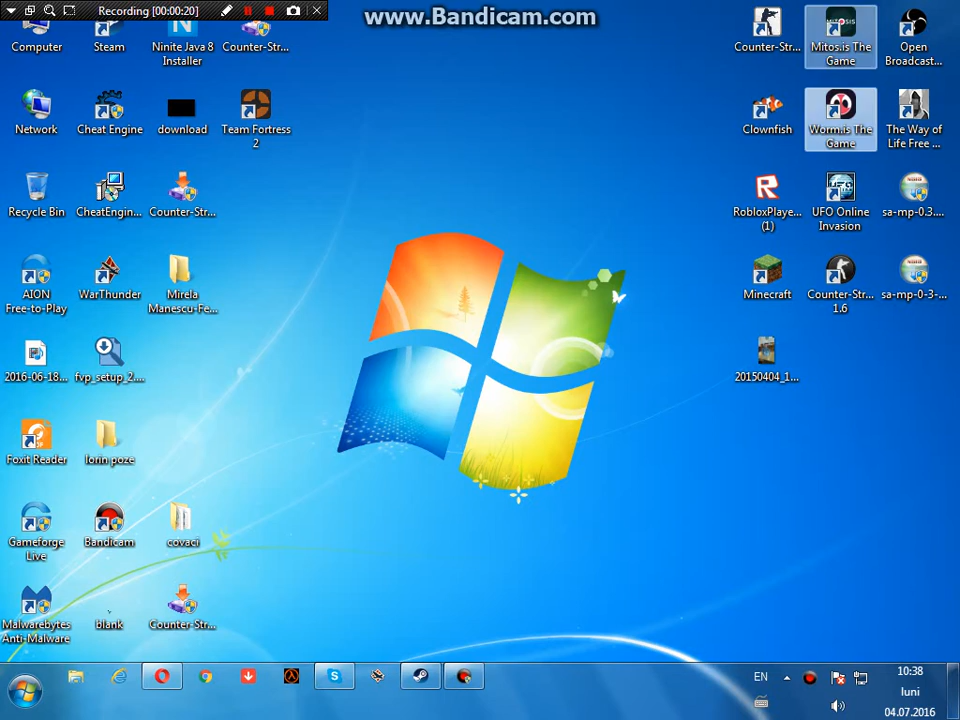 Recording [00:00:20]
www.Bandicam.com
Computer
Steam
Ninite Java 8
Installer
Counter-Str...
Counter-Str...
Mitos.is The
Game
Open
Broadcast...
Network
Cheat Engine
download
Team Fortress
2
Clownfish
Worm.is The
Game
The Way of
Life Free ...
Recycle Bin
CheatEngin...
Counter-Str...
RobloxPlaye...
(1)
UFO Online
Invasion
sa-mp-0.3....
AION
Free-to-Play
WarThunder
Mirela
Manescu-Fe...
Minecraft
Counter-Str...
1.6
sa-mp-0-3-...
2016-06-18...
fvp_setup_2....
20150404_1...
Foxit Reader
lorin poze
Gameforge
Live
Bandicam
covaci
Malwarebytes
Anti-Malware
blank
Counter-Str...
EN
10:38
luni
04.07.2016